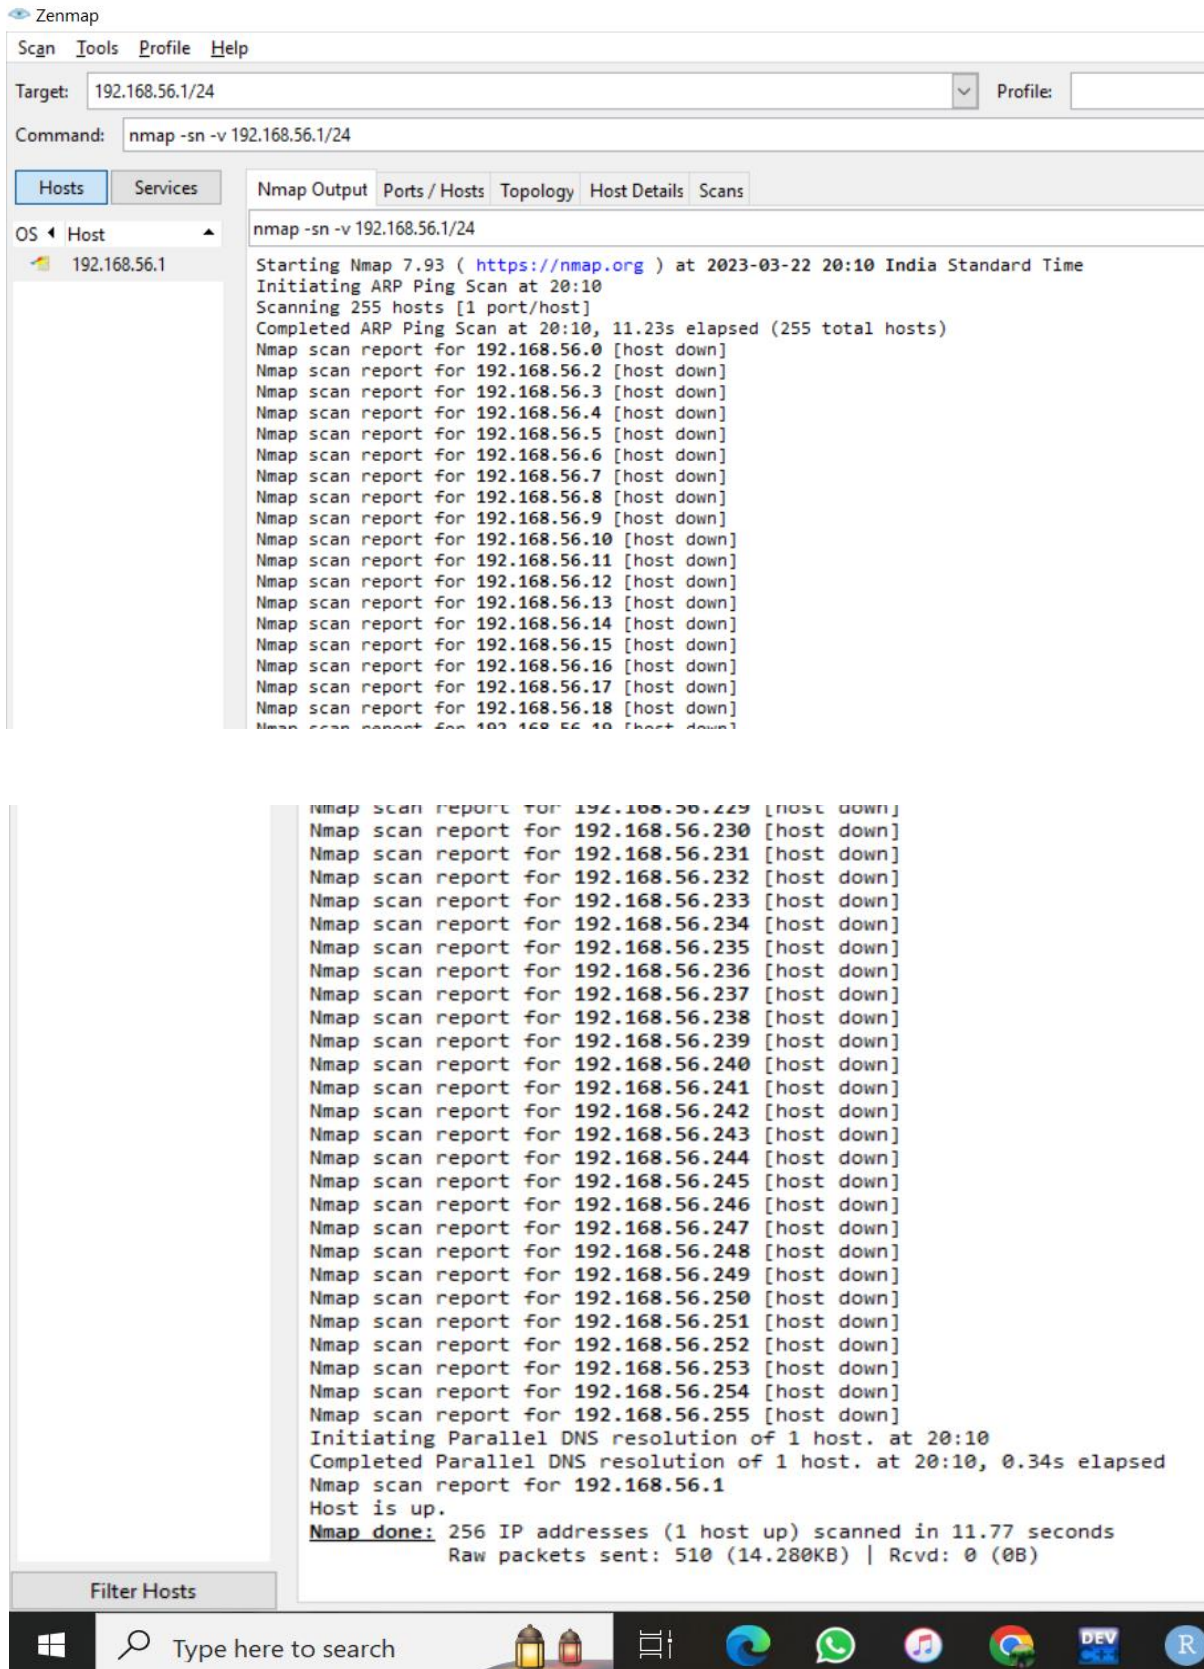 Zenmap
Scan Tools Profile Help
Target: 192.168.56.1/24 Profile:
Command: nmap -sn -v 192.168.56.1/24
Hosts Services Nmap Output Ports / Hosts Topology Host Details Scans
OS Host nmap -sn -v 192.168.56.1/24
192.168.56.1
Starting Nmap 7.93 ( https://nmap.org ) at 2023-03-22 20:10 India Standard Time
Initiating ARP Ping Scan at 20:10
Scanning 255 hosts [1 port/host]
Completed ARP Ping Scan at 20:10, 11.23s elapsed (255 total hosts)
Nmap scan report for 192.168.56.0 [host down]
Nmap scan report for 192.168.56.2 [host down]
Nmap scan report for 192.168.56.3 [host down]
Nmap scan report for 192.168.56.4 [host down]
Nmap scan report for 192.168.56.5 [host down]
Nmap scan report for 192.168.56.6 [host down]
Nmap scan report for 192.168.56.7 [host down]
Nmap scan report for 192.168.56.8 [host down]
Nmap scan report for 192.168.56.9 [host down]
Nmap scan report for 192.168.56.10 [host down]
Nmap scan report for 192.168.56.11 [host down]
Nmap scan report for 192.168.56.12 [host down]
Nmap scan report for 192.168.56.13 [host down]
Nmap scan report for 192.168.56.14 [host down]
Nmap scan report for 192.168.56.15 [host down]
Nmap scan report for 192.168.56.16 [host down]
Nmap scan report for 192.168.56.17 [host down]
Nmap scan report for 192.168.56.18 [host down]
Nmap scan report for 192.168.56.19 [host down]
Nmap scan report for 192.168.56.229 [host down]
Nmap scan report for 192.168.56.230 [host down]
Nmap scan report for 192.168.56.231 [host down]
Nmap scan report for 192.168.56.232 [host down]
Nmap scan report for 192.168.56.233 [host down]
Nmap scan report for 192.168.56.234 [host down]
Nmap scan report for 192.168.56.235 [host down]
Nmap scan report for 192.168.56.236 [host down]
Nmap scan report for 192.168.56.237 [host down]
Nmap scan report for 192.168.56.238 [host down]
Nmap scan report for 192.168.56.239 [host down]
Nmap scan report for 192.168.56.240 [host down]
Nmap scan report for 192.168.56.241 [host down]
Nmap scan report for 192.168.56.242 [host down]
Nmap scan report for 192.168.56.243 [host down]
Nmap scan report for 192.168.56.244 [host down]
Nmap scan report for 192.168.56.245 [host down]
Nmap scan report for 192.168.56.246 [host down]
Nmap scan report for 192.168.56.247 [host down]
Nmap scan report for 192.168.56.248 [host down]
Nmap scan report for 192.168.56.249 [host down]
Nmap scan report for 192.168.56.250 [host down]
Nmap scan report for 192.168.56.251 [host down]
Nmap scan report for 192.168.56.252 [host down]
Nmap scan report for 192.168.56.253 [host down]
Nmap scan report for 192.168.56.254 [host down]
Nmap scan report for 192.168.56.255 [host down]
Initiating Parallel DNS resolution of 1 host. at 20:10
Completed Parallel DNS resolution of 1 host. at 20:10, 0.34s elapsed
Nmap scan report for 192.168.56.1
Host is up.
Nmap done: 256 IP addresses (1 host up) scanned in 11.77 seconds
Raw packets sent: 510 (14.280KB) | Rcvd: 0 (0B)
Filter Hosts
Type here to search DEV R